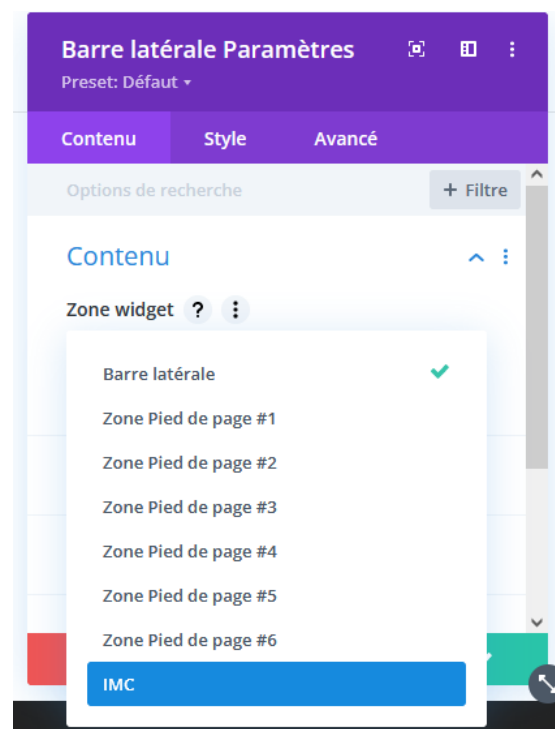 Barre latérale Paramètres
Preset: Défaut
Contenu Style Avancé
Options de recherche + Filtre
Contenu
Zone widget ?
Barre latérale
Zone Pied de page #1
Zone Pied de page #2
Zone Pied de page #3
Zone Pied de page #4
Zone Pied de page #5
Zone Pied de page #6
IMC